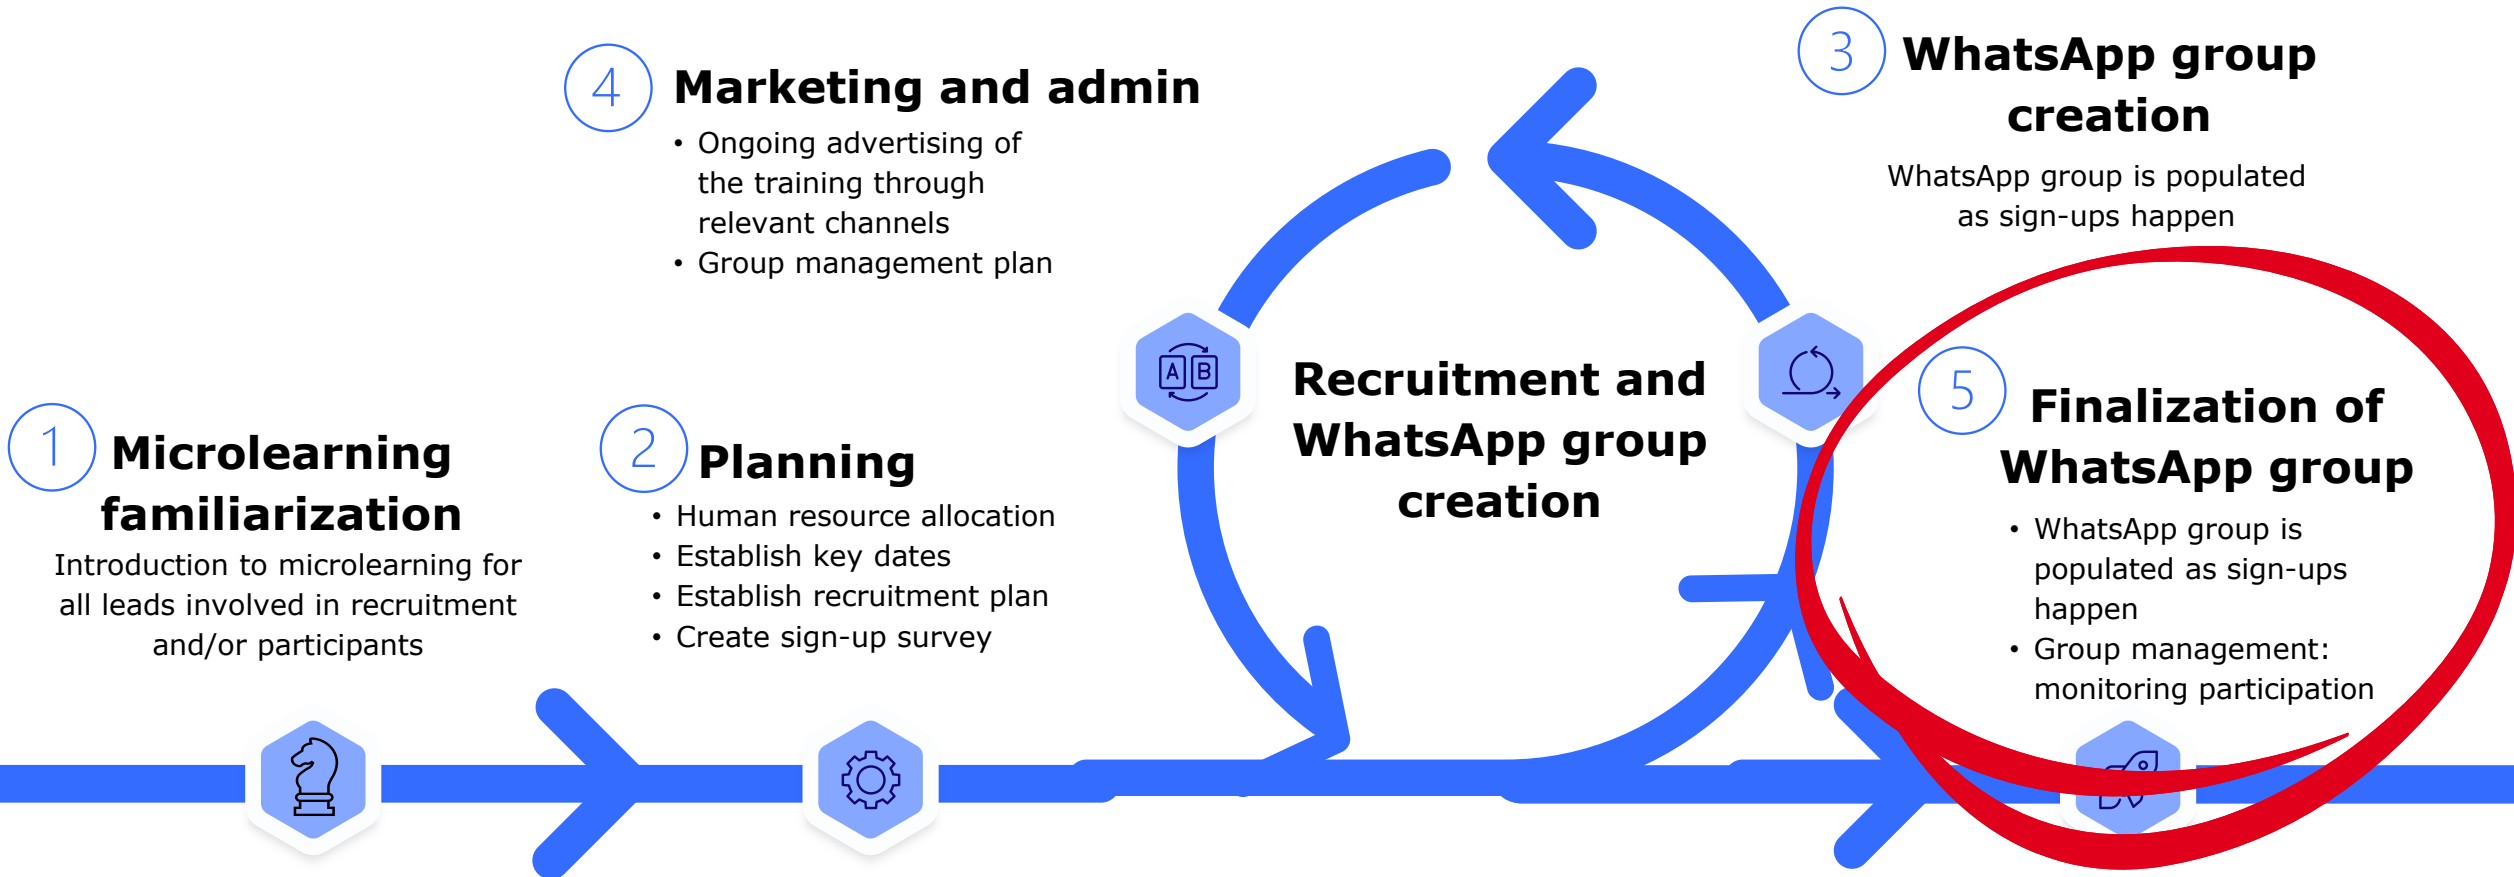 1
Microlearning
familiarization
Introduction to microlearning for
all leads involved in recruitment
and/or participants
2
Planning
• Human resource allocation
• Establish key dates
• Establish recruitment plan
• Create sign-up survey
3
WhatsApp group
creation
WhatsApp group is populated
as sign-ups happen
4
Marketing and admin
• Ongoing advertising of
the training through
relevant channels
• Group management plan
A B
Recruitment and
WhatsApp group
creation
5
Finalization of
WhatsApp group
• WhatsApp group is
populated as sign-ups
happen
• Group management:
monitoring participation